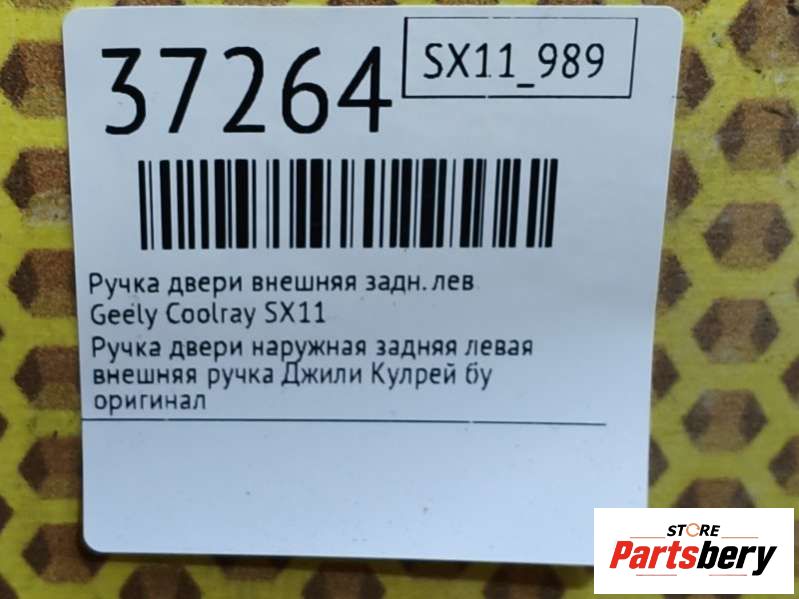 37264
SX11_989
Ручка двери внешняя задн. лев
Geely Coolray SX11
Ручка двери наружная задняя левая
внешняя ручка Джили Кулрей бу
оригинал
STORE
Partsbery